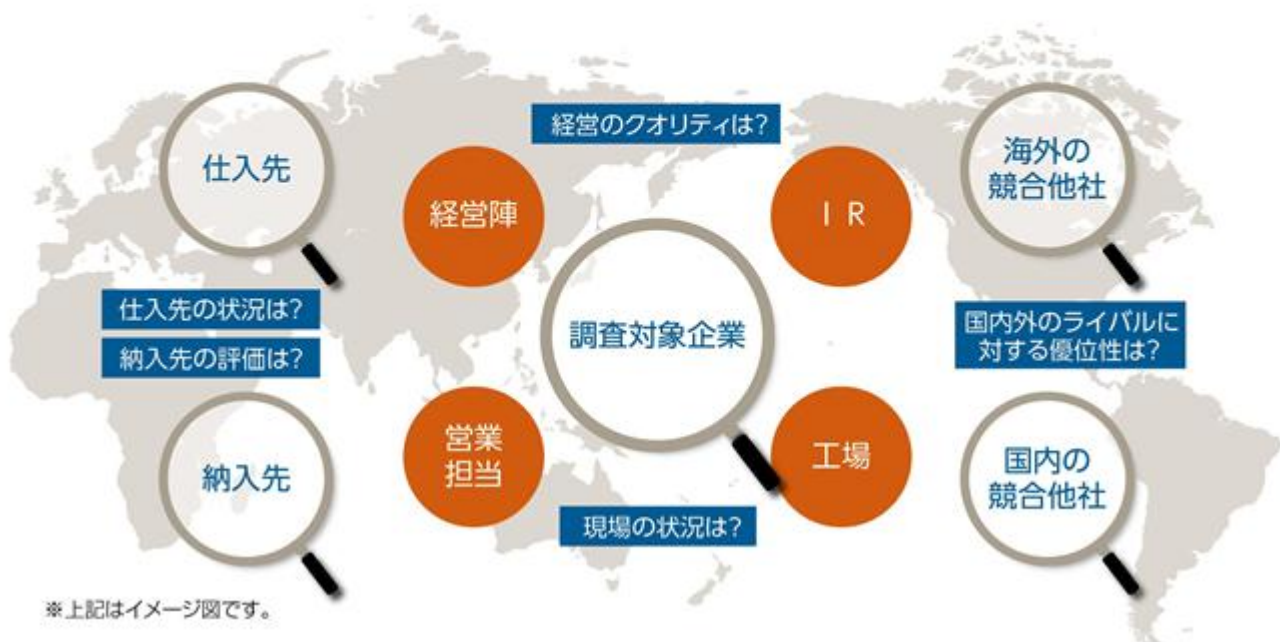 経営のクオリティは?
仕入先
経営陣
I R
海外の
競合他社
調査対象企業
仕入先の状況は?
納入先の評価は?
国内外のライバルに
対する優位性は?
営業
担当
工場
納入先
国内の
競合他社
現場の状況は?
※上記はイメージ図です。